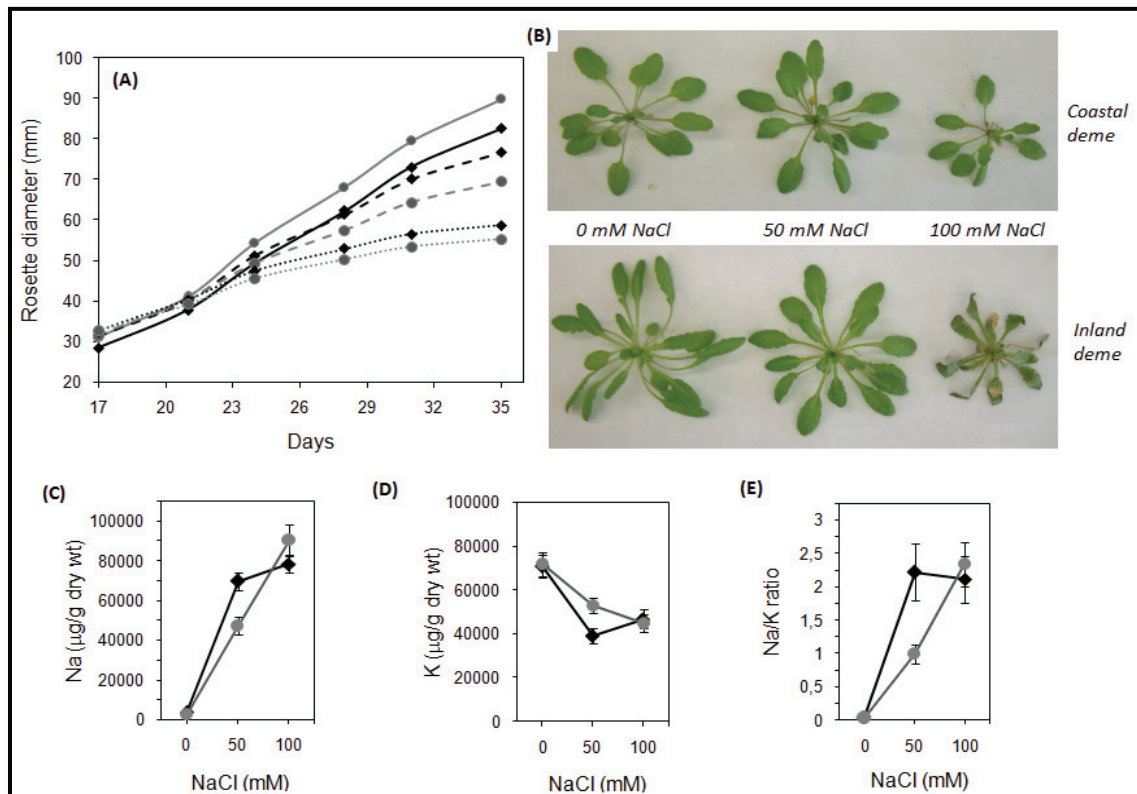 (A)
100
90
80
70
60
50
40
30
20
Rosette diameter (mm)
17 20 23 26 29 32 35
Days
(B)
Coastal deme
0 mM NaCl 50 mM NaCl 100 mM NaCl
Inland deme
(C)
100000
80000
60000
40000
20000
0
Na (µg/g dry wt)
0 50 100
NaCl (mM)
(D)
100000
80000
60000
40000
20000
0
K (µg/g dry wt)
0 50 100
NaCl (mM)
(E)
3
2,5
2
1,5
1
0,5
0
Na/K ratio
0 50 100
NaCl (mM)